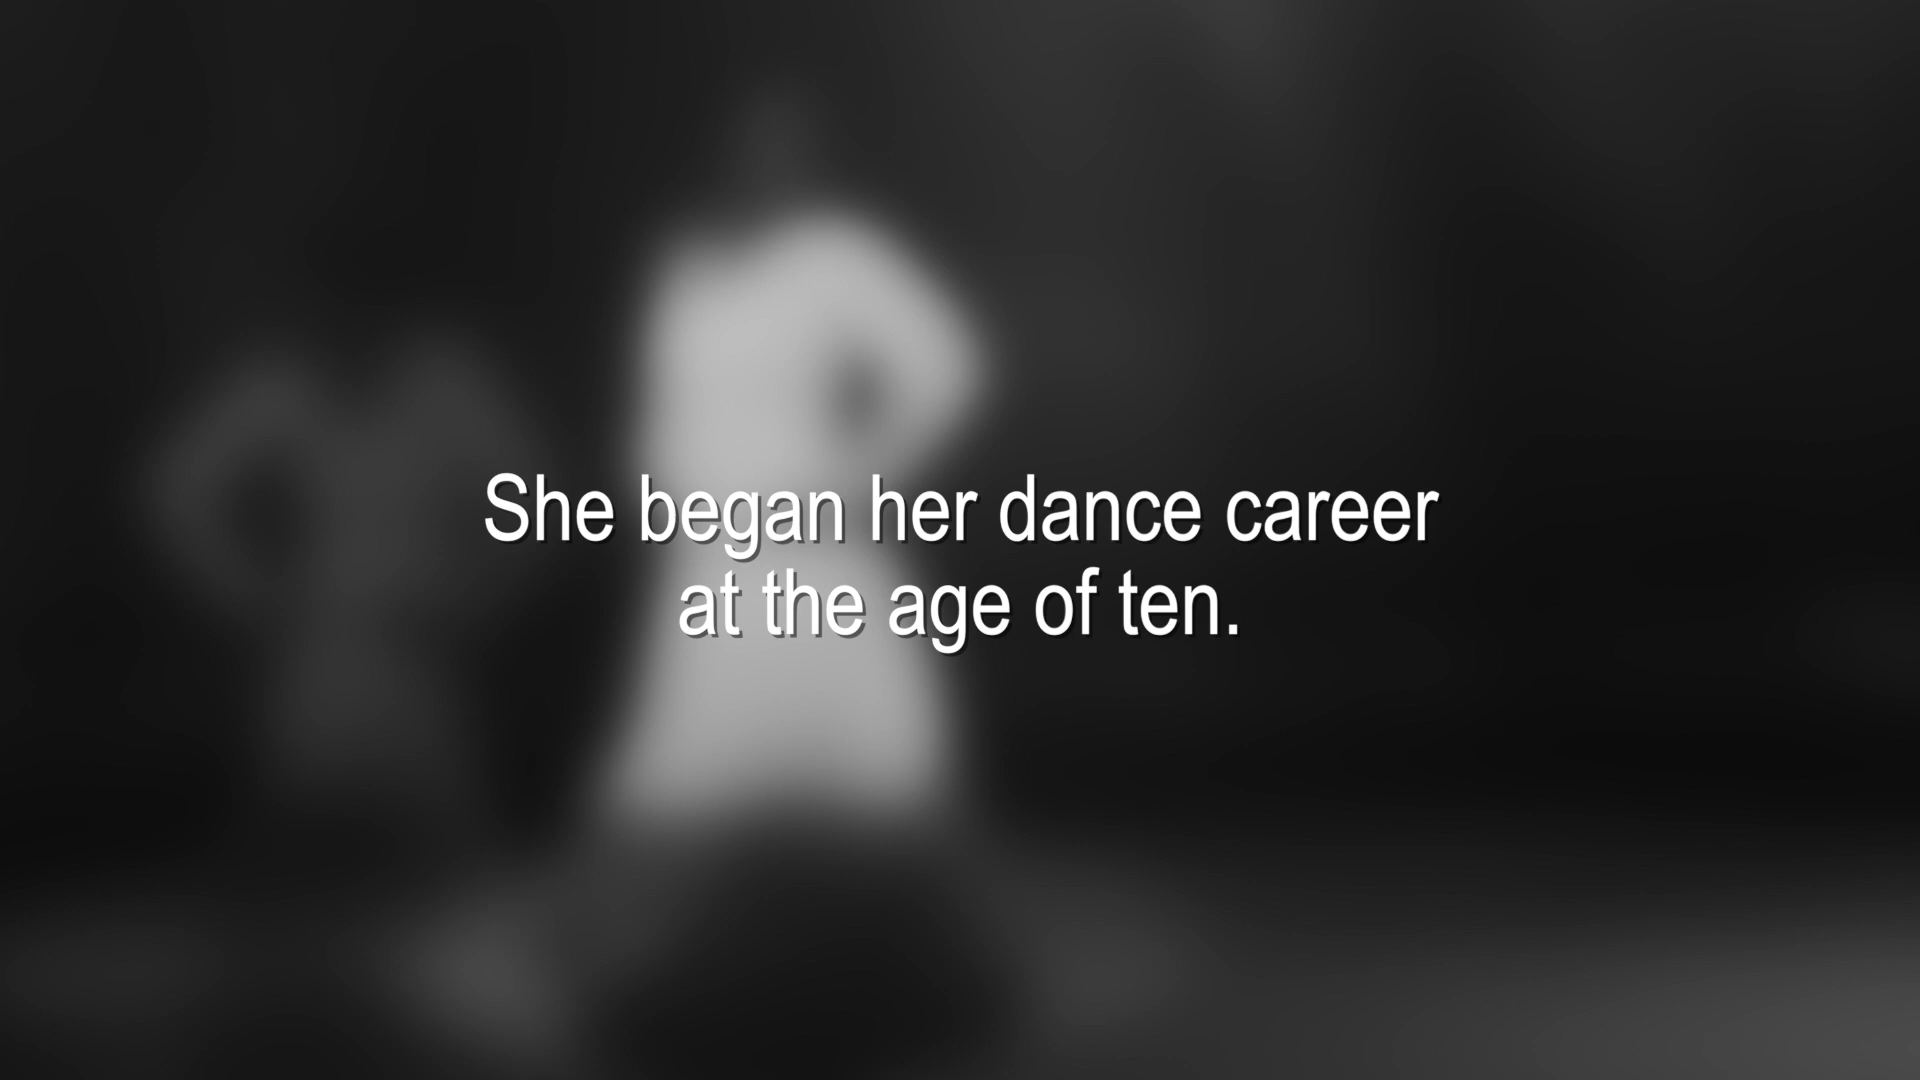 She began her dance career
at the age of ten.